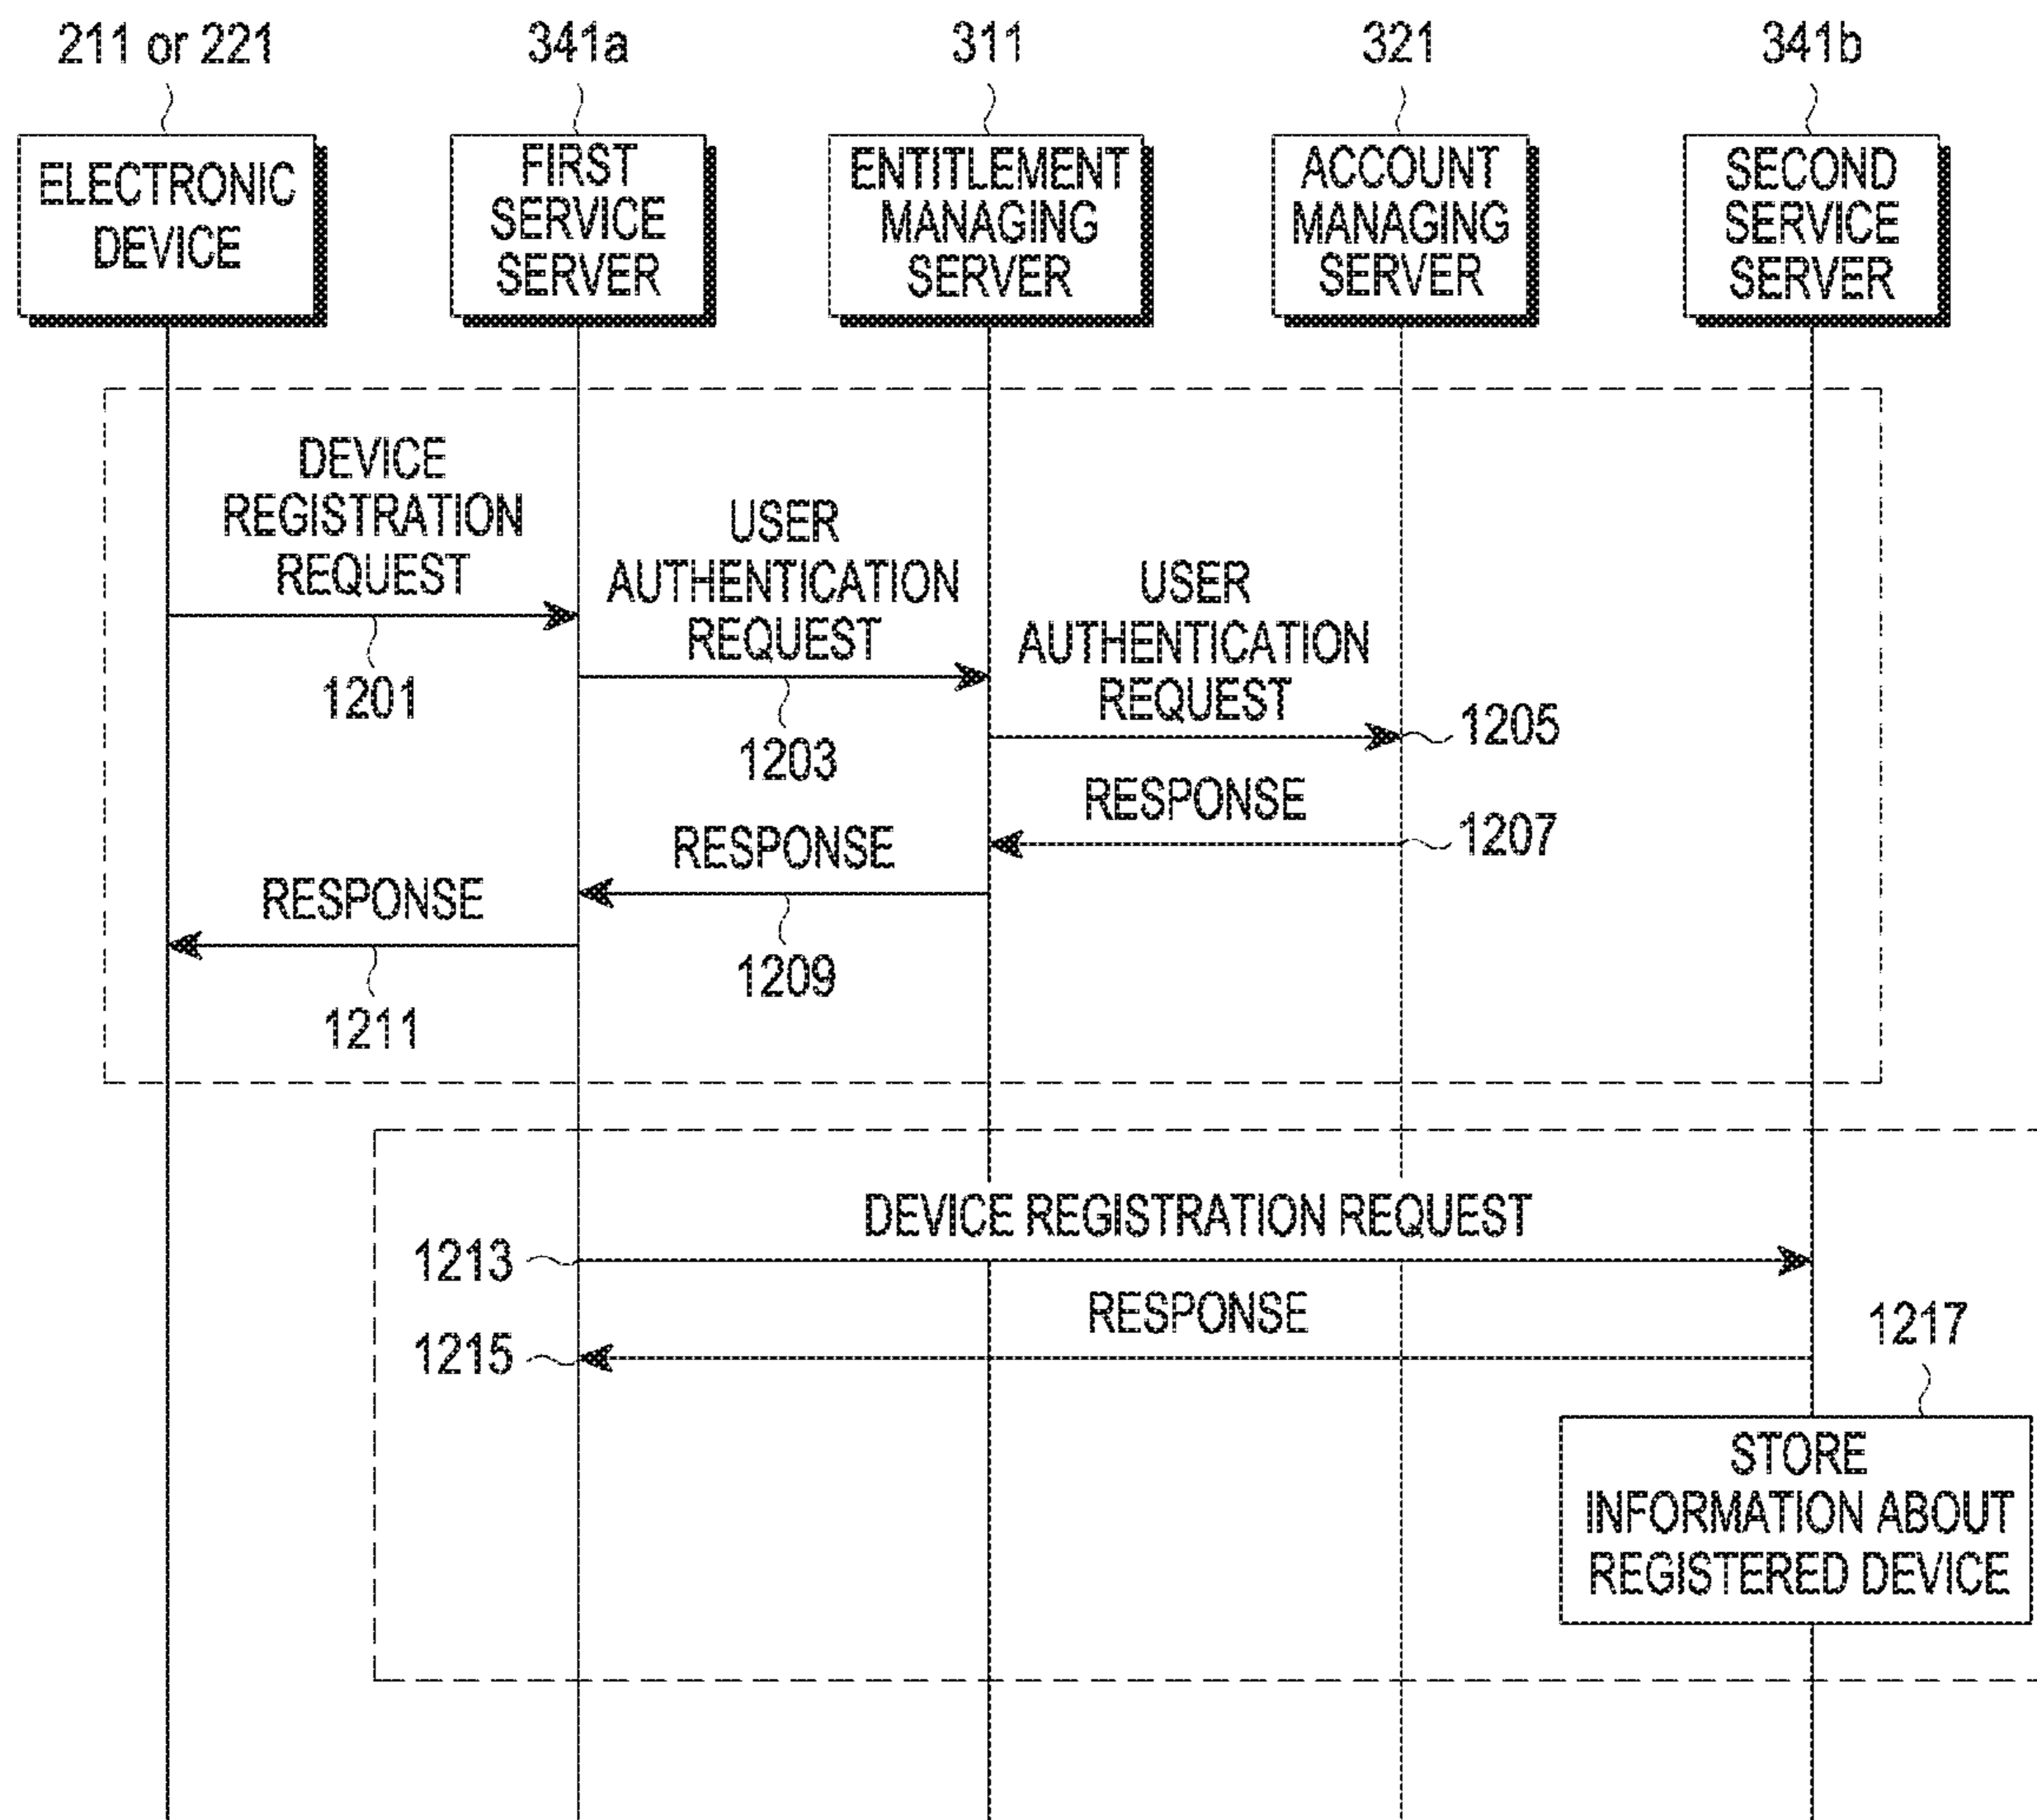 211 or 221
341a
311
321
341b
ELECTRONIC
DEVICE
FIRST
SERVICE
SERVER
ENTITLEMENT
MANAGING
SERVER
ACCOUNT
MANAGING
SERVER
SECOND
SERVICE
SERVER
DEVICE
REGISTRATION
REQUEST
1201
USER
AUTHENTICATION
REQUEST
1203
USER
AUTHENTICATION
REQUEST
1205
RESPONSE
1207
RESPONSE
1209
RESPONSE
1211
DEVICE REGISTRATION REQUEST
1213
RESPONSE
1215
1217
STORE
INFORMATION ABOUT
REGISTERED DEVICE